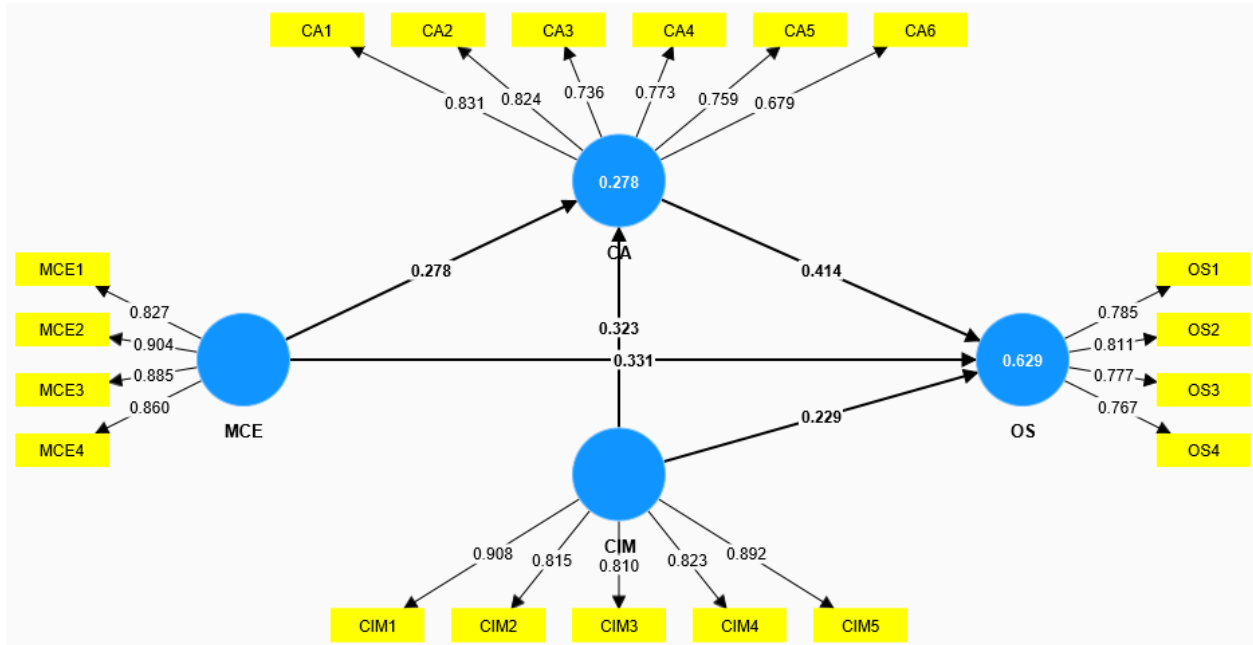 CA1 CA2 CA3 CA4 CA5 CA6
0.831 0.824 0.736 0.773 0.759 0.679
0.278
CA
MCE1
MCE2
MCE3
MCE4
0.827
0.904
0.885
0.860
MCE
0.278
0.414
0.323
0.331
0.229
0.629
OS
0.785
0.811
0.777
0.767
OS1
OS2
OS3
OS4
CIM
0.908 0.815 0.810 0.823 0.892
CIM1 CIM2 CIM3 CIM4 CIM5